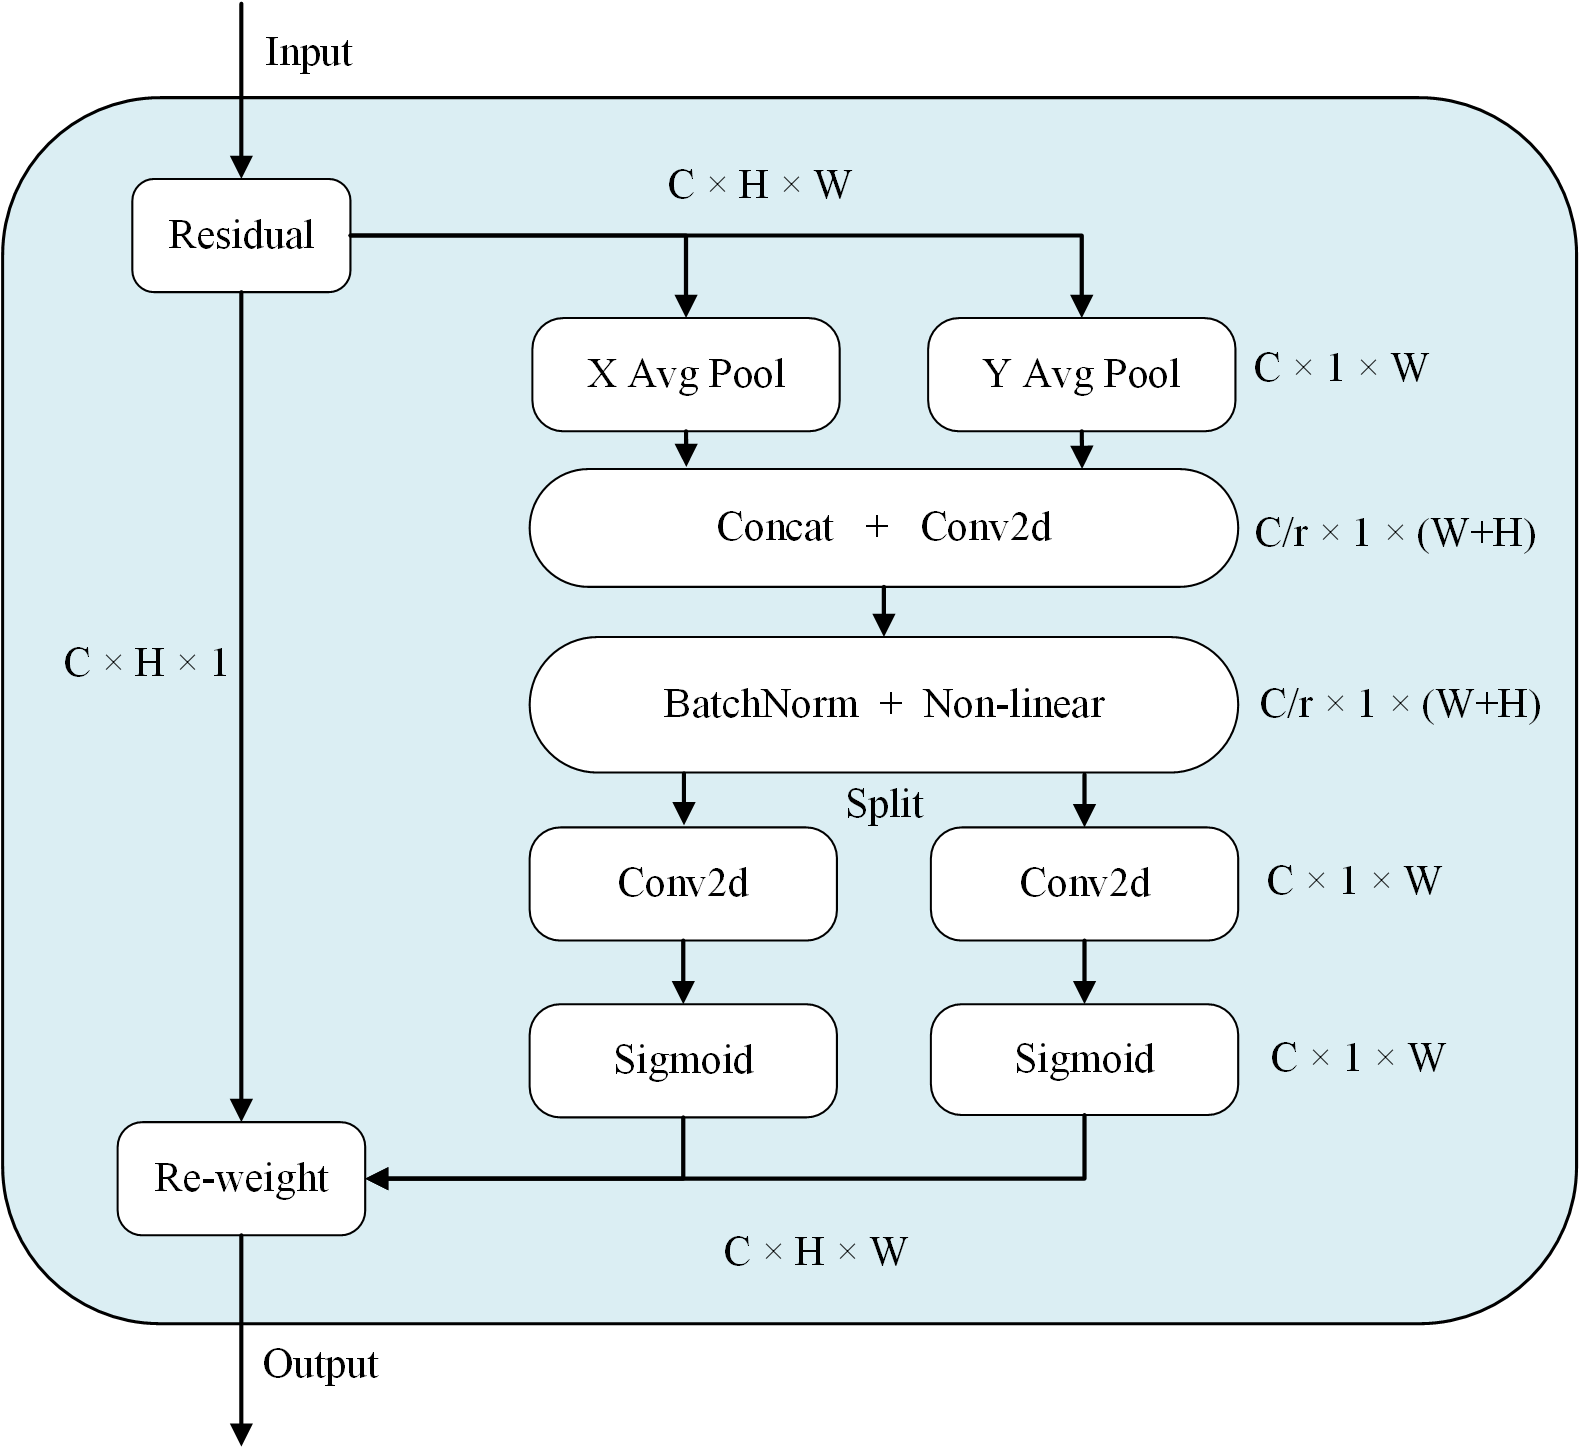 Input
C × H × W
Residual
X Avg Pool
Y Avg Pool
C × 1 × W
Concat + Conv2d
C/r × 1 × (W+H)
C × H × 1
BatchNorm + Non-linear
C/r × 1 × (W+H)
Split
Conv2d
Conv2d
C × 1 × W
Sigmoid
Sigmoid
C × 1 × W
Re-weight
C × H × W
Output